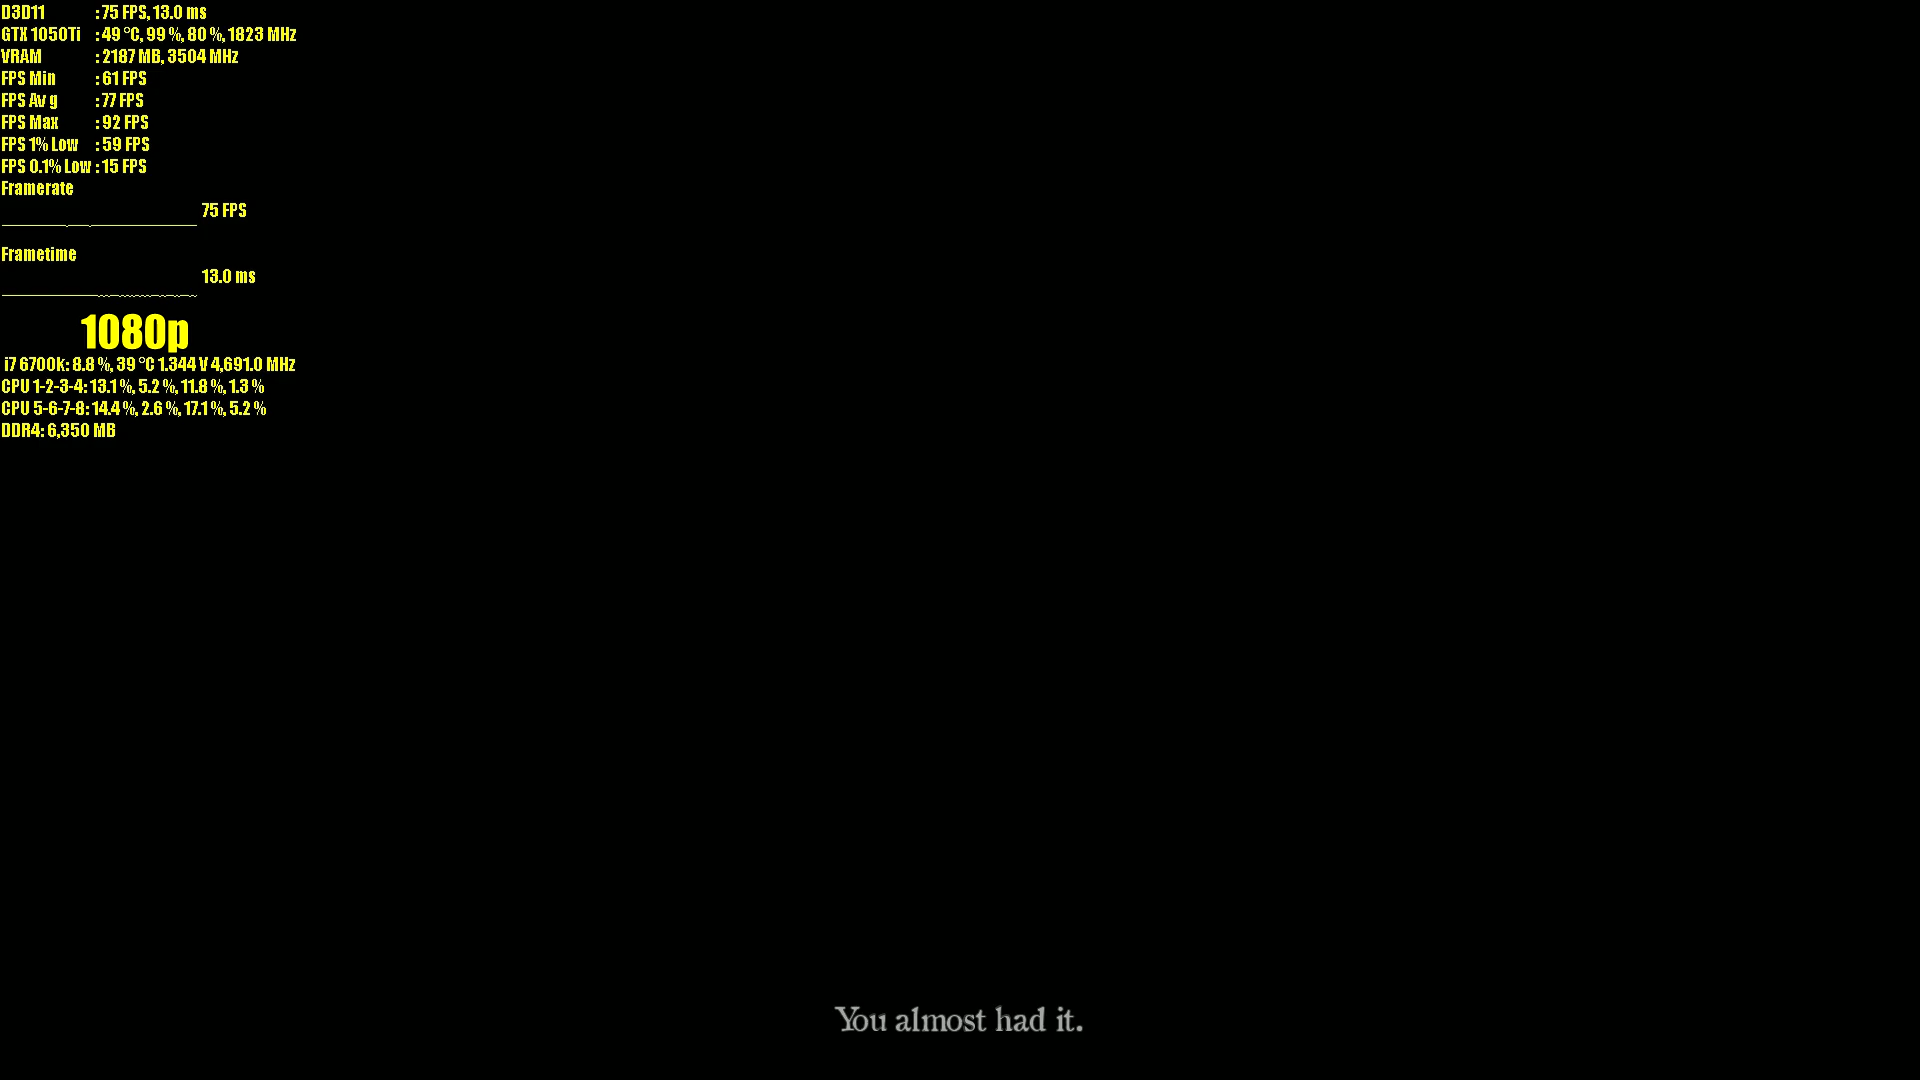 D3D11 : 75 FPS, 13.0 ms
GTX 1050Ti : 49 °C, 99 %, 80 %, 1823 MHz
VRAM : 2187 MB, 3504 MHz
FPS Min : 61 FPS
FPS Avg : 77 FPS
FPS Max : 92 FPS
FPS 1% Low : 59 FPS
FPS 0.1% Low : 15 FPS
Framerate
75 FPS
Frametime
13.0 ms
1080p
i7 6700k: 8.8 %, 39 °C 1.344 V 4,691.0 MHz
CPU 1-2-3-4: 13.1 %, 5.2 %, 11.8 %, 1.3 %
CPU 5-6-7-8: 14.4 %, 2.6 %, 17.1 %, 5.2 %
DDR4: 6,350 MB
You almost had it.